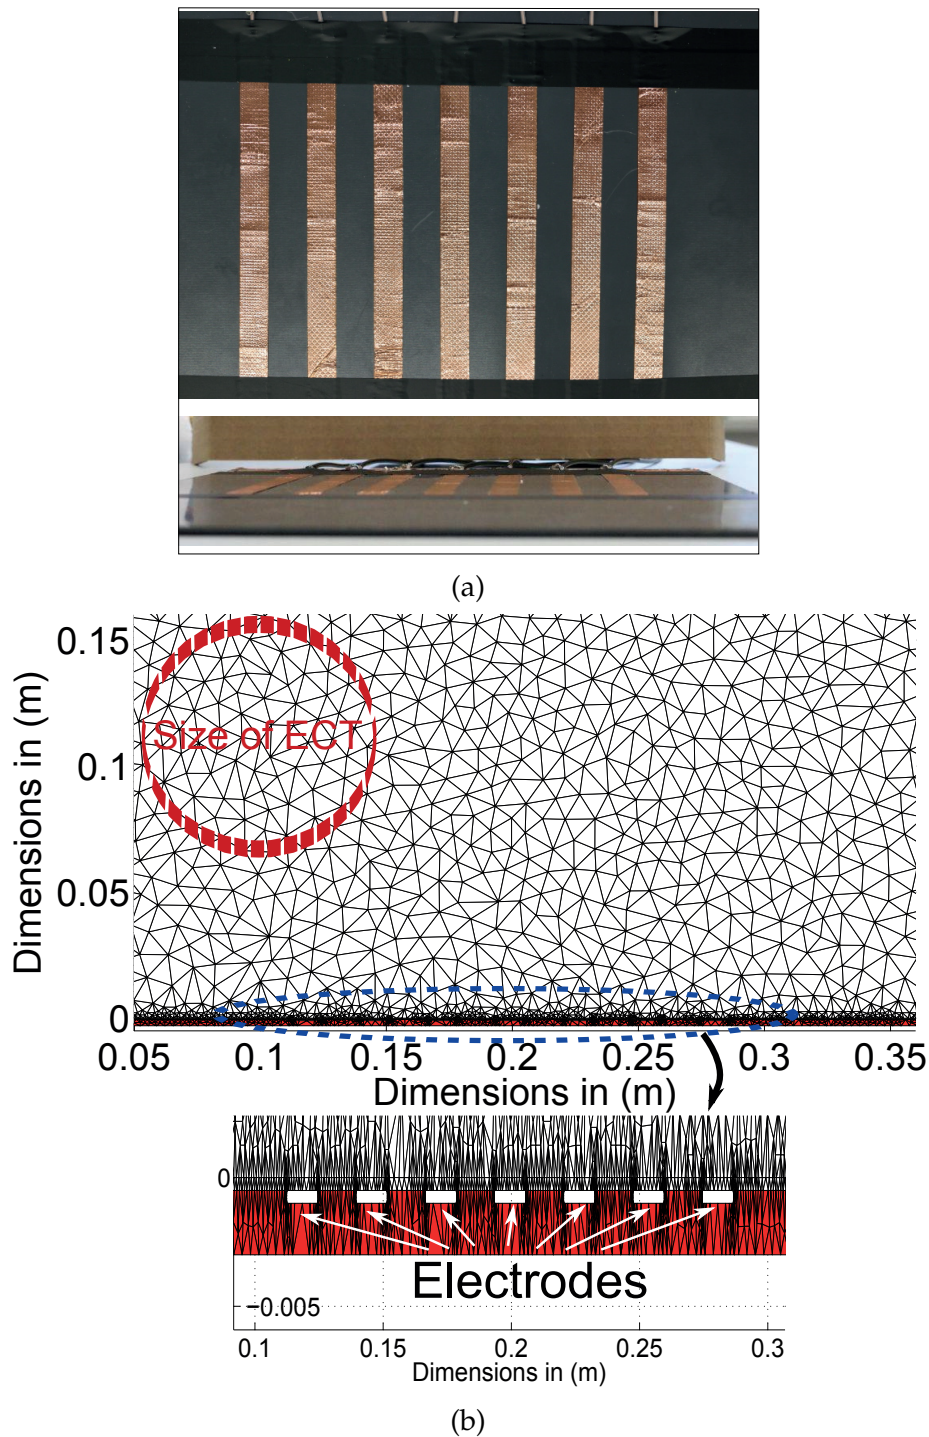 (a)
0.15
0.1
0.05
0
Dimensions in (m)
Size of ECT
0.05 0.1 0.15 0.2 0.25 0.3 0.35
Dimensions in (m)
0
Electrodes
−0.005
0.1 0.15 0.2 0.25 0.3
Dimensions in (m)
(b)